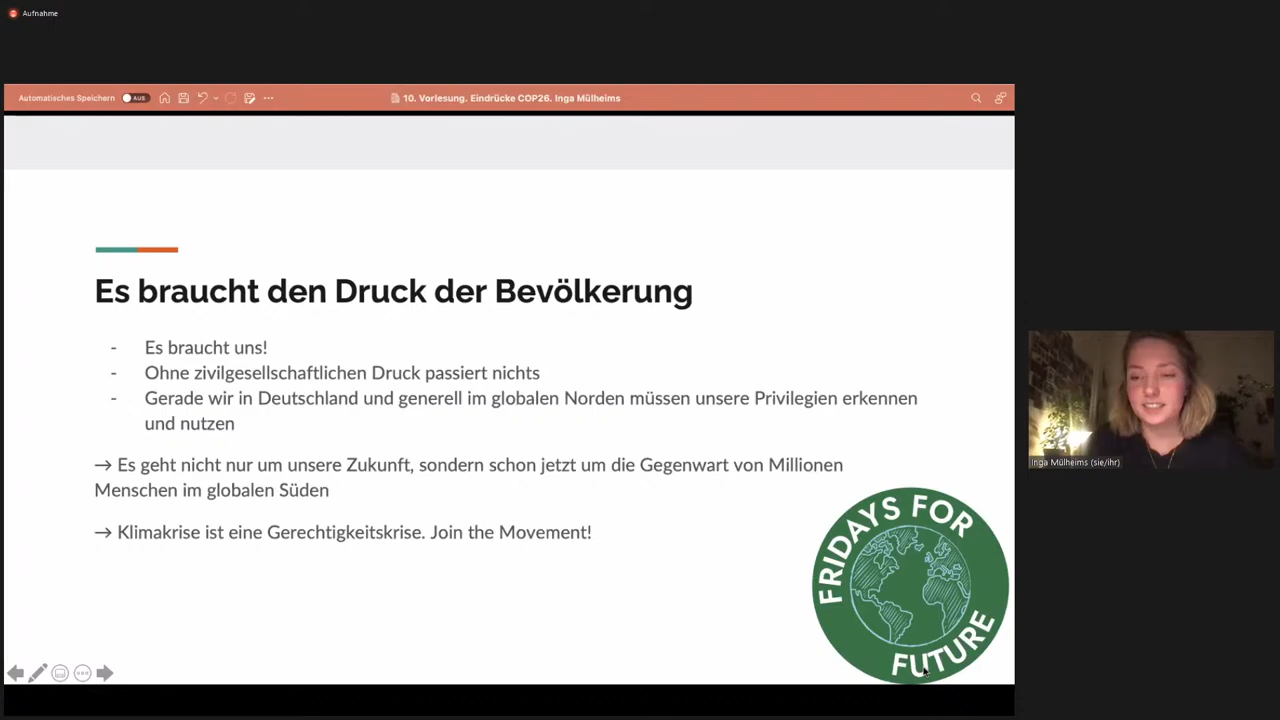 Aufnahme
Automatisches Speichern AUS
10. Vorlesung. Eindrücke COP26. Inga Mülheims
Es braucht den Druck der Bevölkerung
- Es braucht uns!
- Ohne zivilgesellschaftlichen Druck passiert nichts
- Gerade wir in Deutschland und generell im globalen Norden müssen unsere Privilegien erkennen
und nutzen
→ Es geht nicht nur um unsere Zukunft, sondern schon jetzt um die Gegenwart von Millionen
Menschen im globalen Süden
→ Klimakrise ist eine Gerechtigkeitskrise. Join the Movement!
FRIDAYS FOR
FUTURE
Inga Mülheims (sie/ihr)